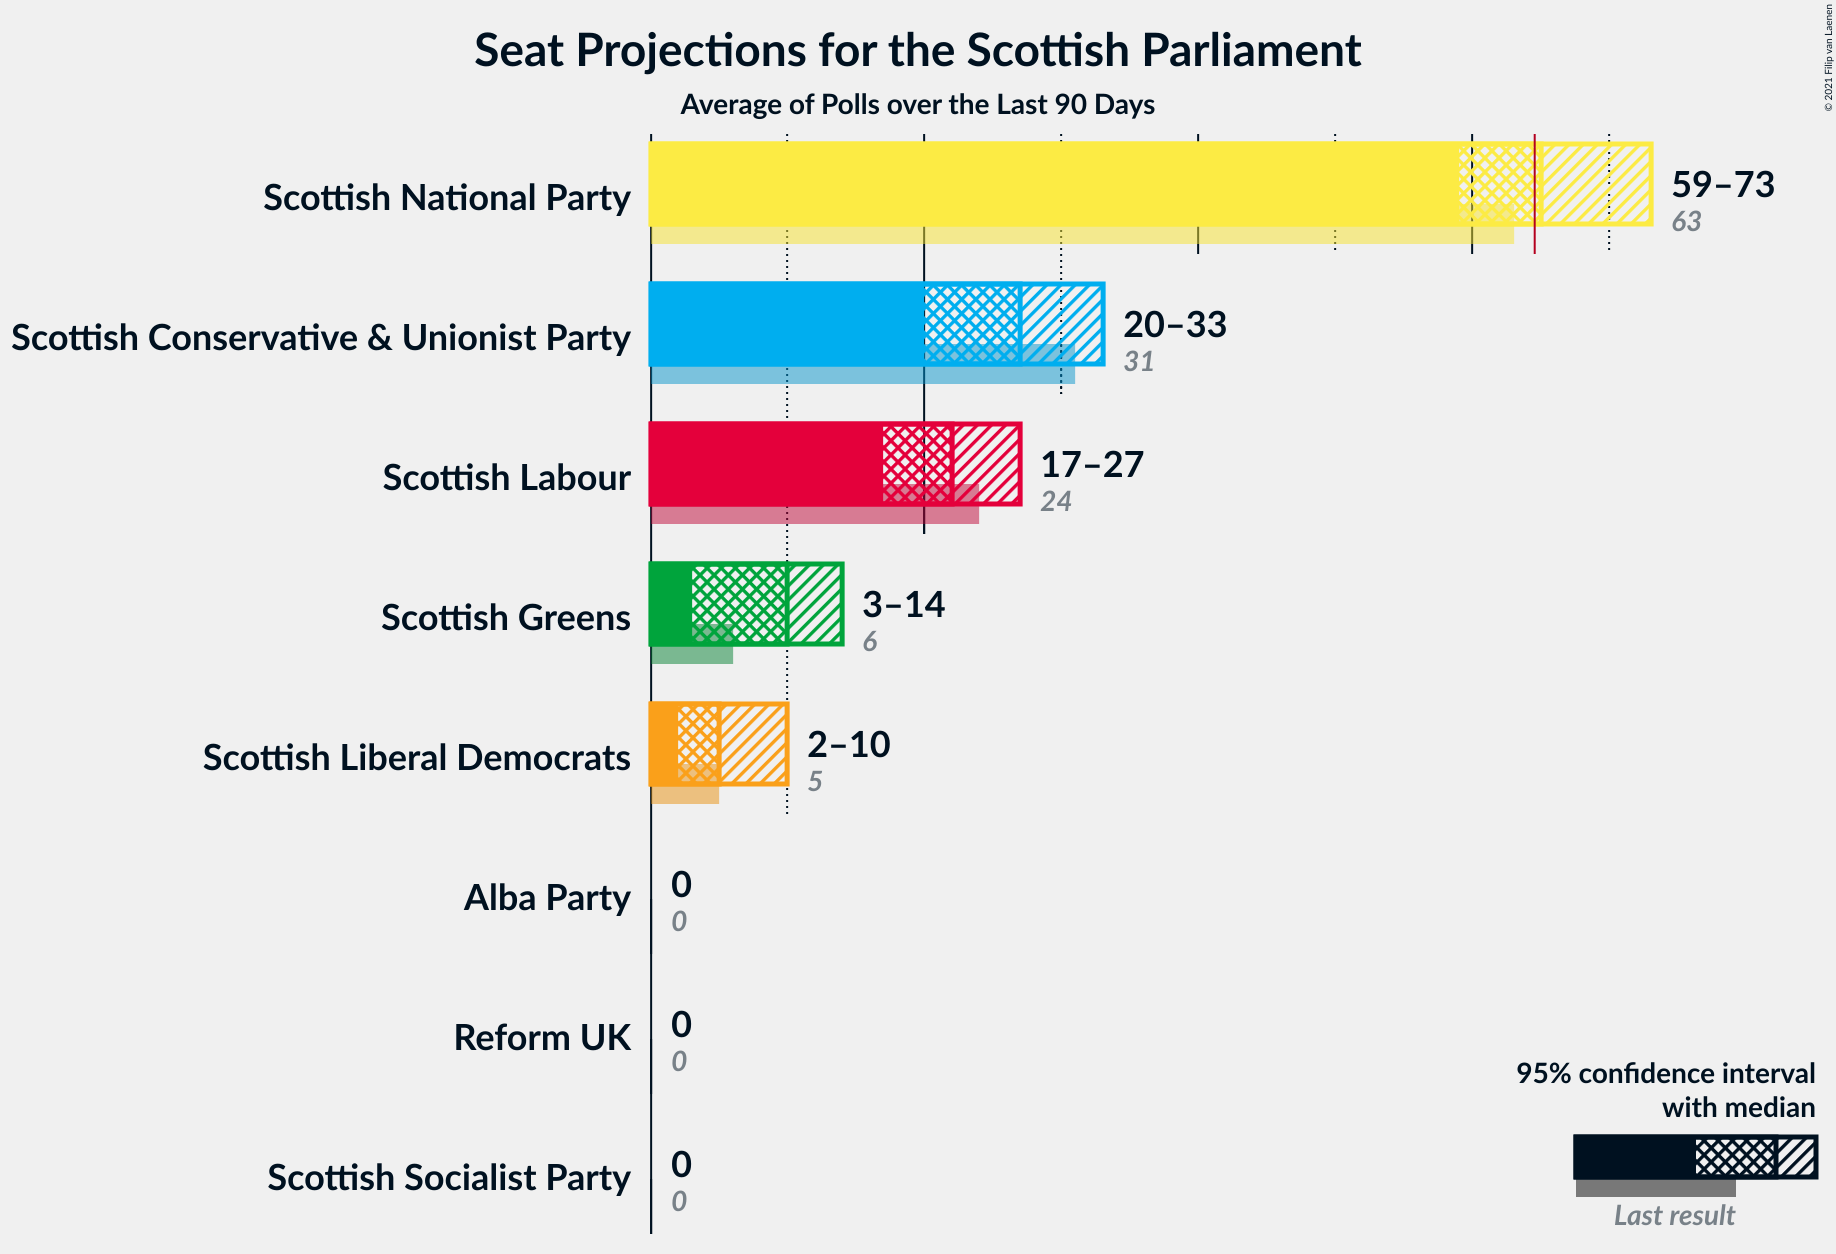 Seat Projections for the Scottish Parliament
Average of Polls over the Last 90 Days
© 2021 Filip van Laenen
Scottish National Party
59–73
63
Scottish Conservative & Unionist Party
20–33
31
Scottish Labour
17–27
24
Scottish Greens
3–14
6
Scottish Liberal Democrats
2–10
5
Alba Party
0
0
Reform UK
0
0
Scottish Socialist Party
0
0
95% confidence interval
with median
Last result